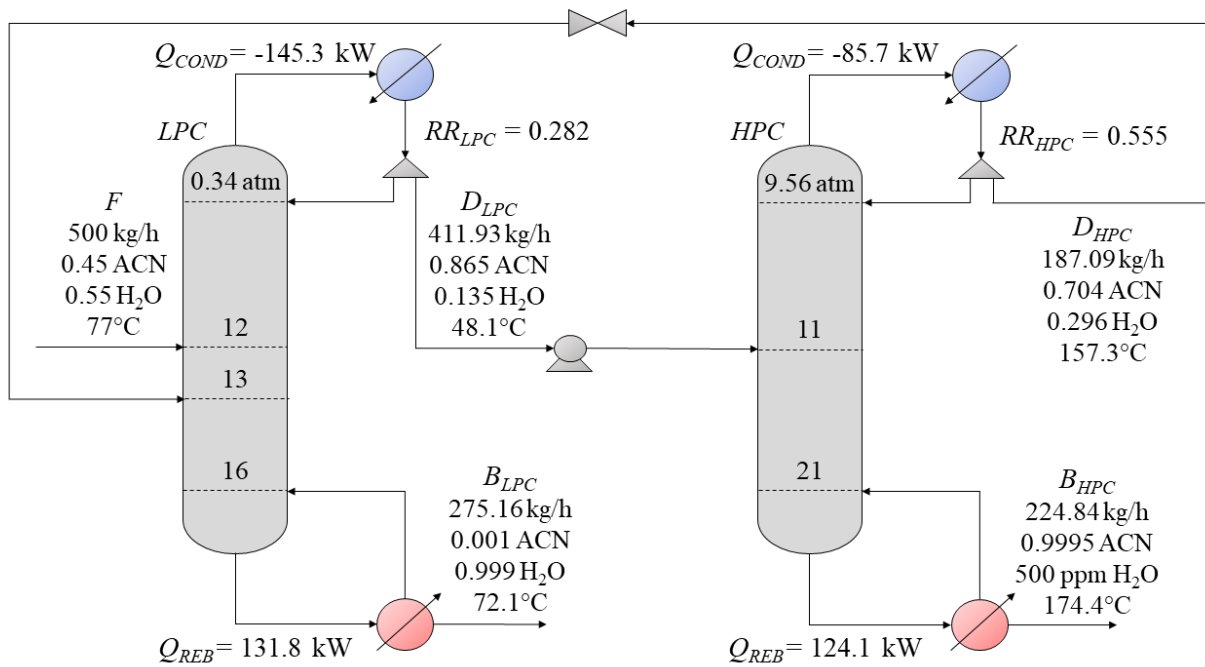 Q_COND = -145.3 kW
LPC
RR_LPC = 0.282
0.34 atm
F
500 kg/h
0.45 ACN
0.55 H₂O
77°C
12
13
16
D_LPC
411.93 kg/h
0.865 ACN
0.135 H₂O
48.1°C
B_LPC
275.16 kg/h
0.001 ACN
0.999 H₂O
72.1°C
Q_REB = 131.8 kW
Q_COND = -85.7 kW
HPC
RR_HPC = 0.555
9.56 atm
11
21
D_HPC
187.09 kg/h
0.704 ACN
0.296 H₂O
157.3°C
B_HPC
224.84 kg/h
0.9995 ACN
500 ppm H₂O
174.4°C
Q_REB = 124.1 kW